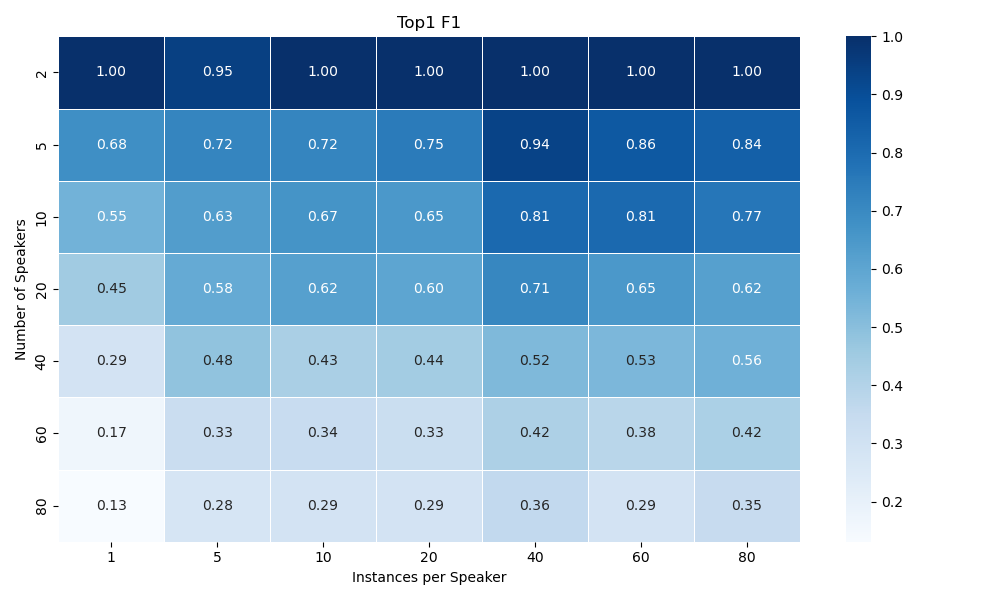 Top1 F1
Number of Speakers
2 1.00 0.95 1.00 1.00 1.00 1.00 1.00
5 0.68 0.72 0.72 0.75 0.94 0.86 0.84
10 0.55 0.63 0.67 0.65 0.81 0.81 0.77
20 0.45 0.58 0.62 0.60 0.71 0.65 0.62
40 0.29 0.48 0.43 0.44 0.52 0.53 0.56
60 0.17 0.33 0.34 0.33 0.42 0.38 0.42
80 0.13 0.28 0.29 0.29 0.36 0.29 0.35
1 5 10 20 40 60 80
Instances per Speaker
1.0
0.9
0.8
0.7
0.6
0.5
0.4
0.3
0.2